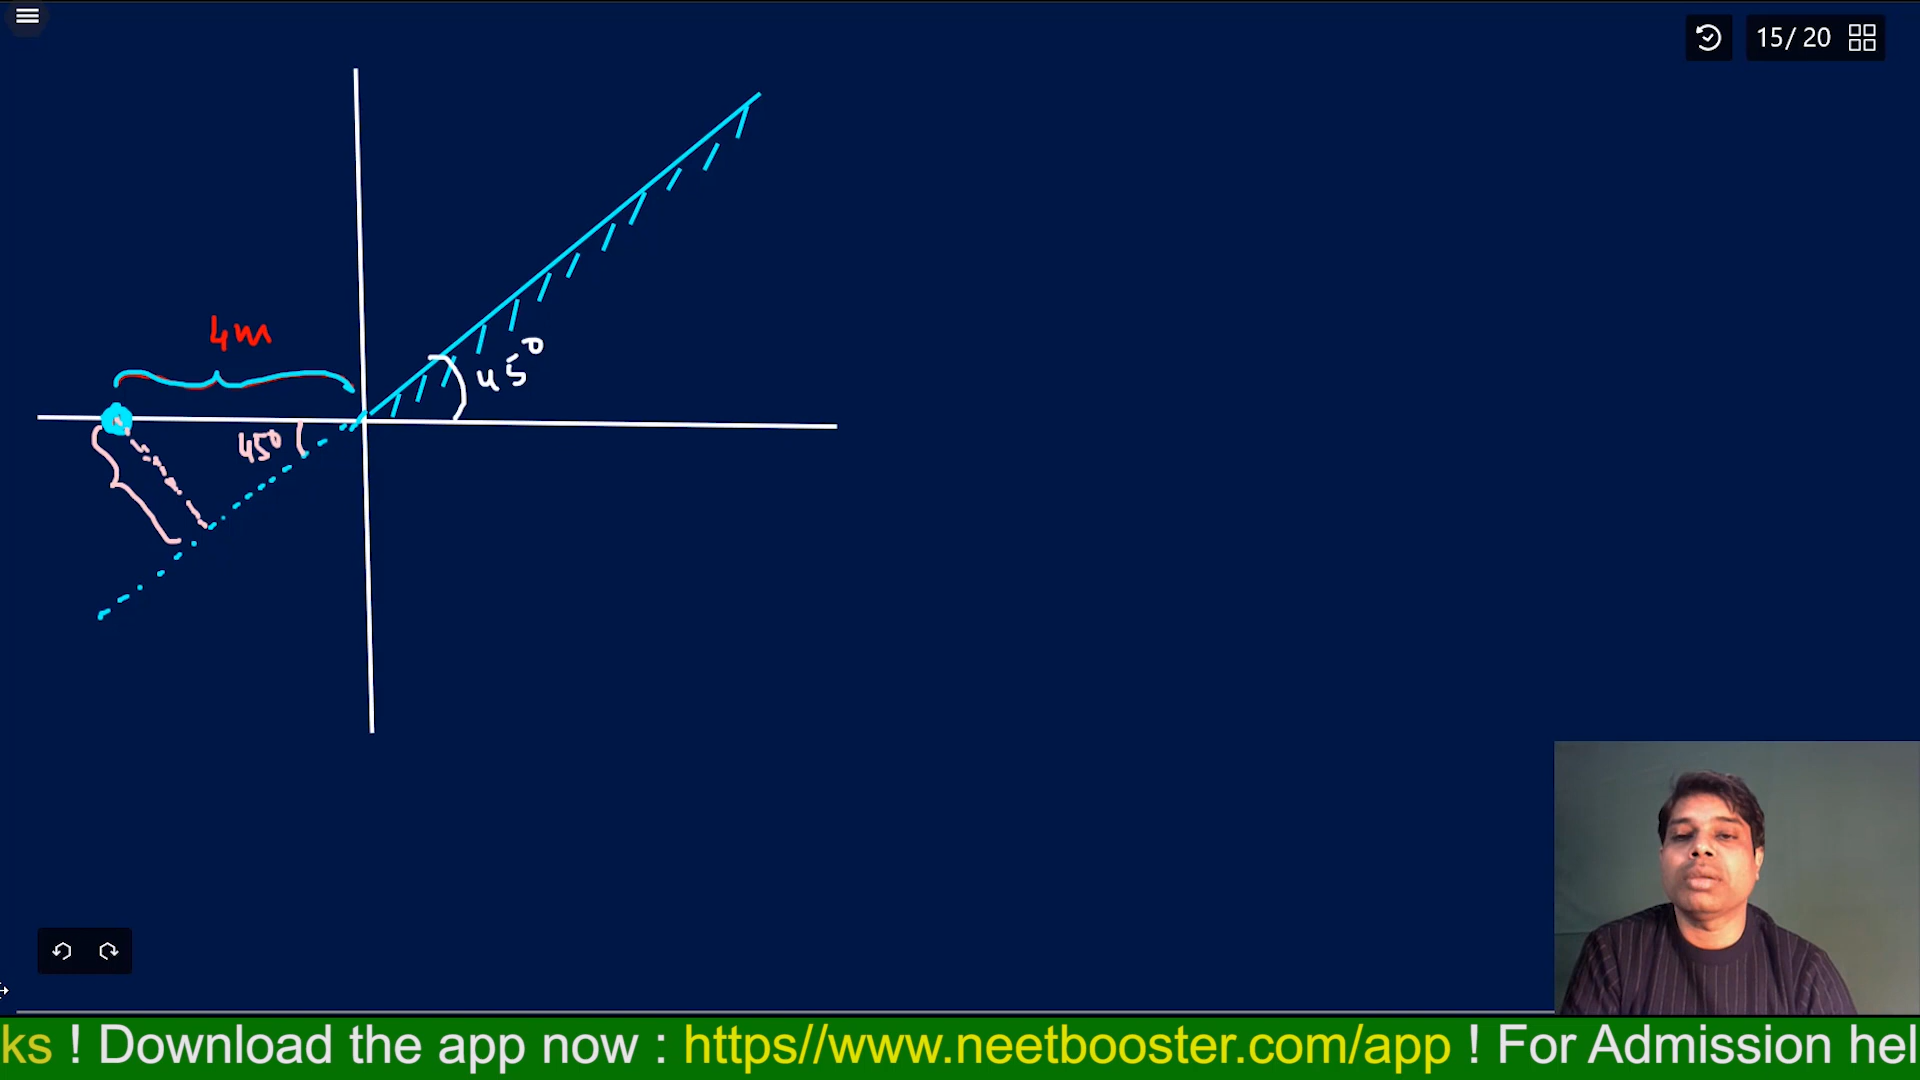 15/ 20
4m
45°
45°
ks ! Download the app now : https//www.neetbooster.com/app ! For Admission hel